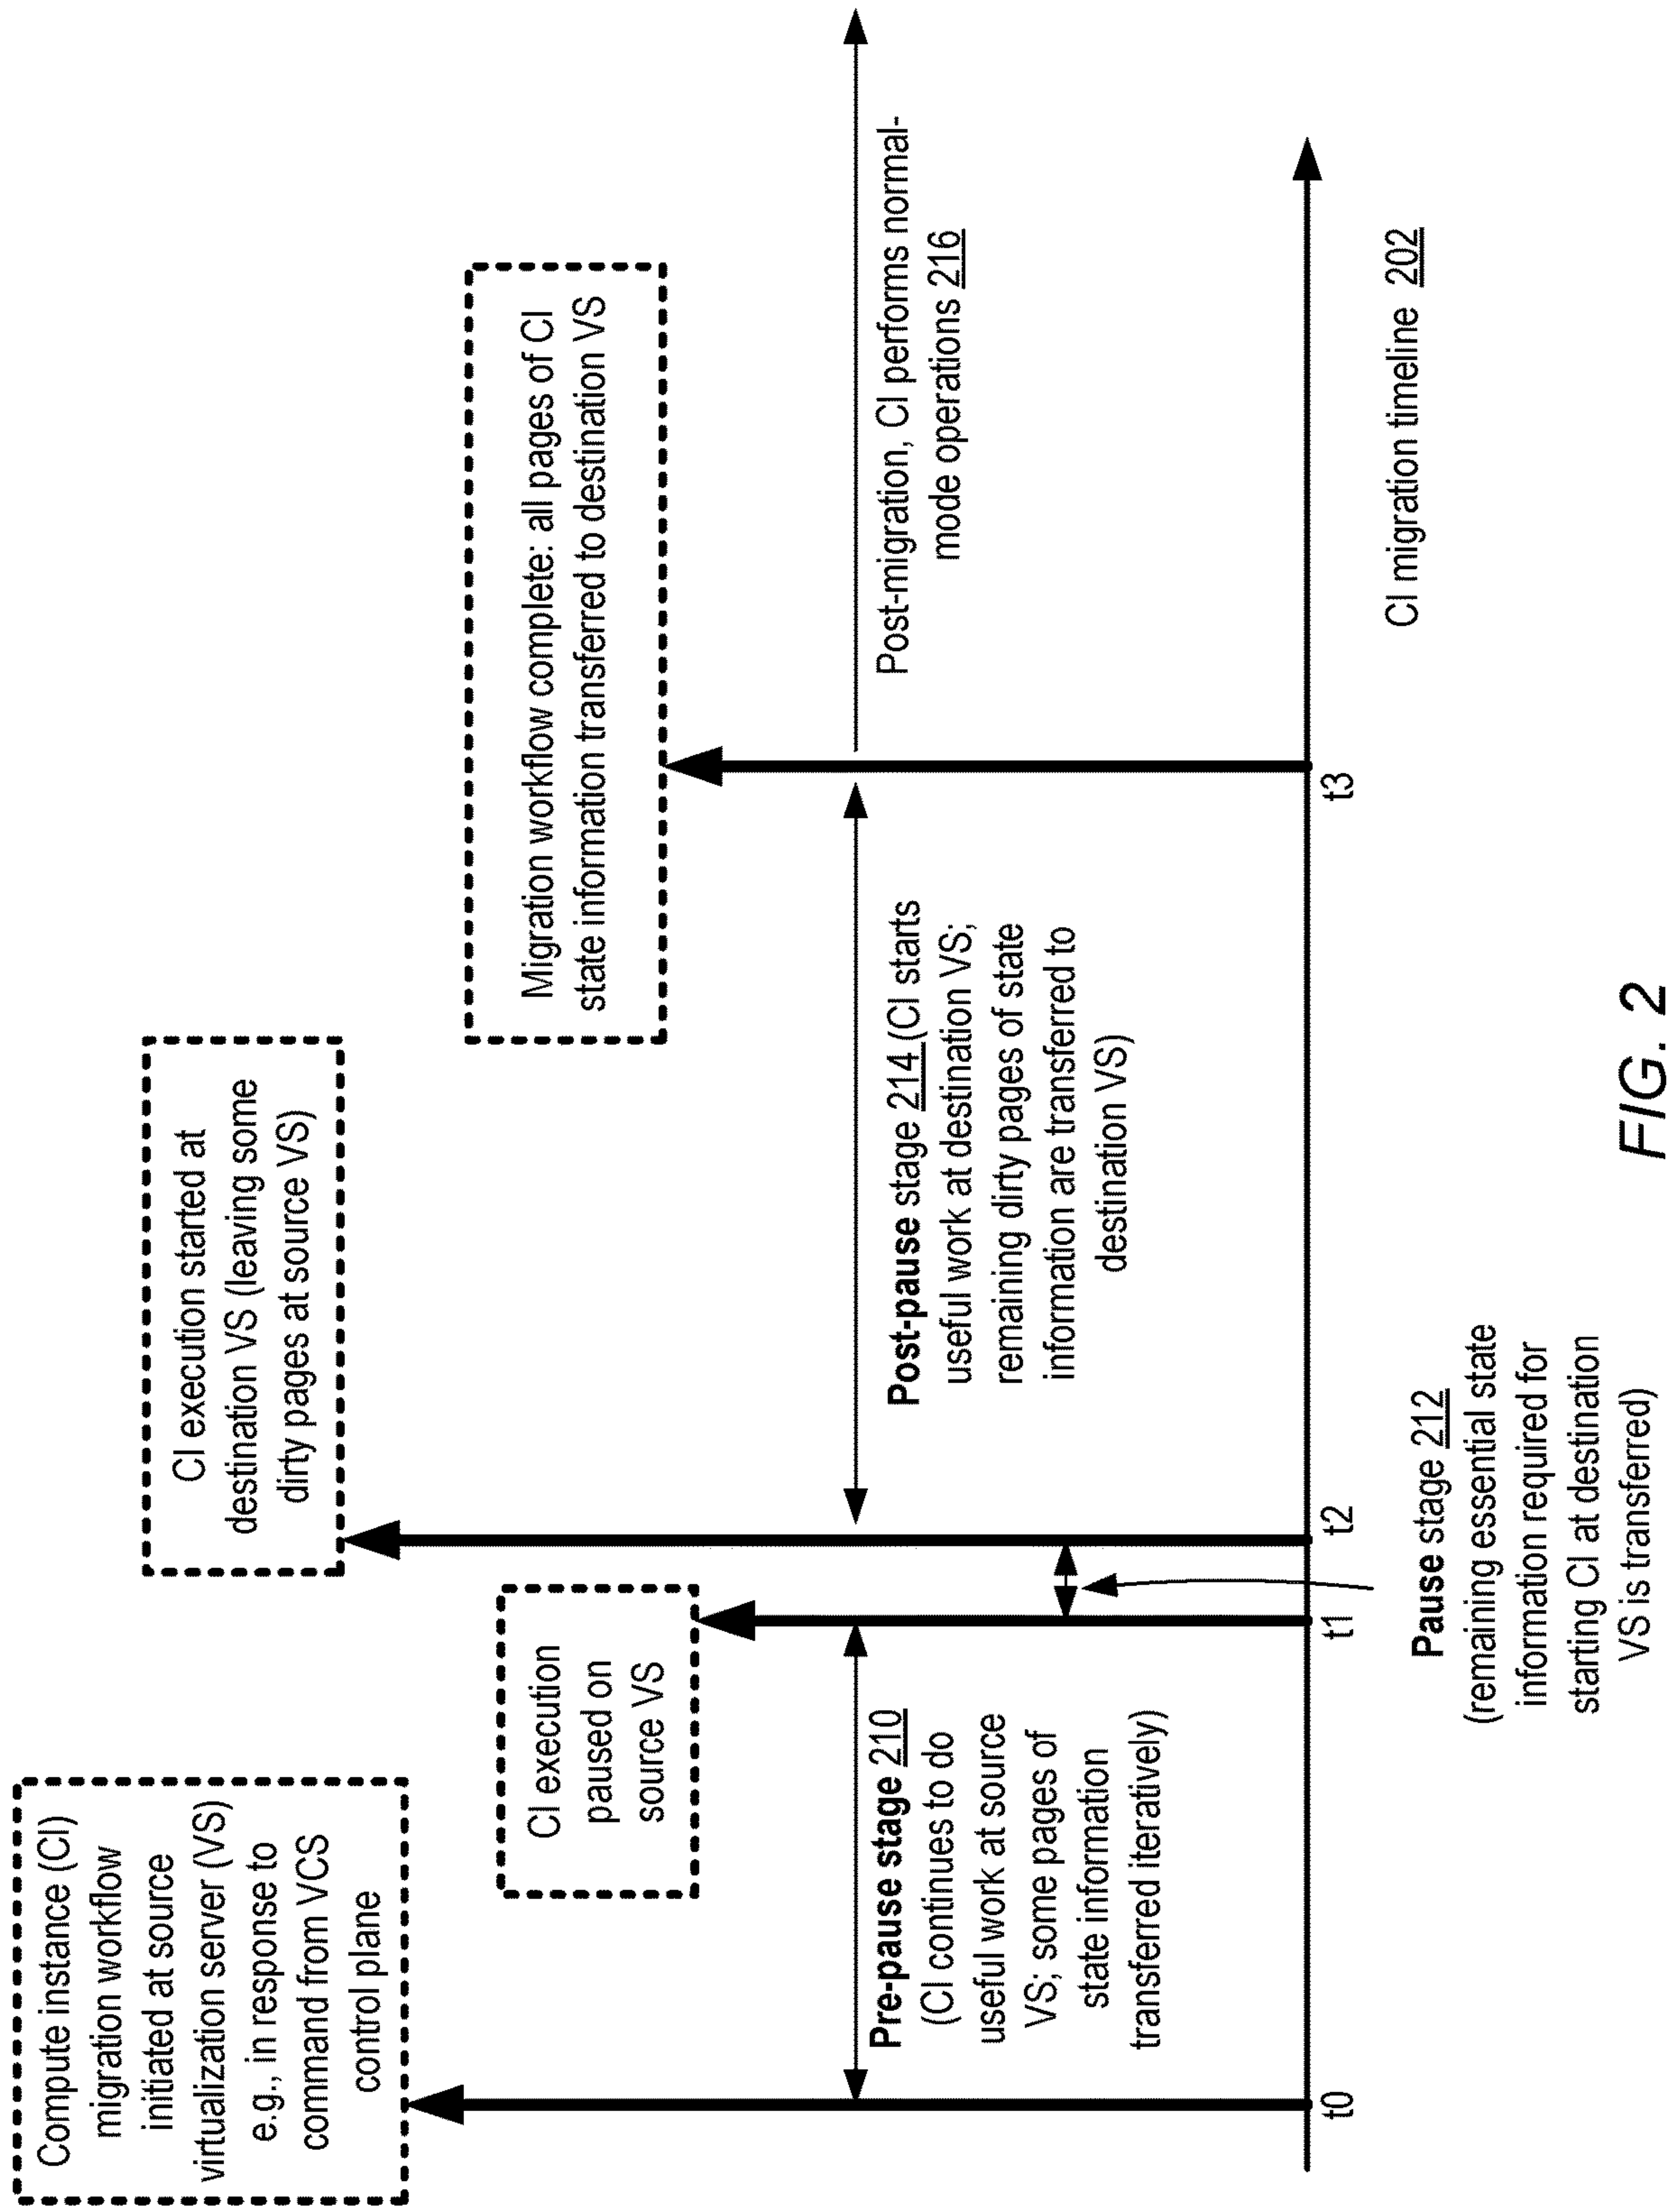 Compute instance (CI)
migration workflow
initiated at source
virtualization server (VS)
e.g., in response to
command from VCS
control plane
CI execution
paused on
source VS
CI execution started at
destination VS (leaving some
dirty pages at source VS)
Migration workflow complete: all pages of CI
state information transferred to destination VS
Pre-pause stage 210
(CI continues to do
useful work at source
VS; some pages of
state information
transferred iteratively)
Post-pause stage 214 (CI starts
useful work at destination VS;
remaining dirty pages of state
information are transferred to
destination VS)
Post-migration, CI performs normal-
mode operations 216
t0
t1
t2
t3
Pause stage 212
(remaining essential state
information required for
starting CI at destination
VS is transferred)
CI migration timeline 202
FIG. 2